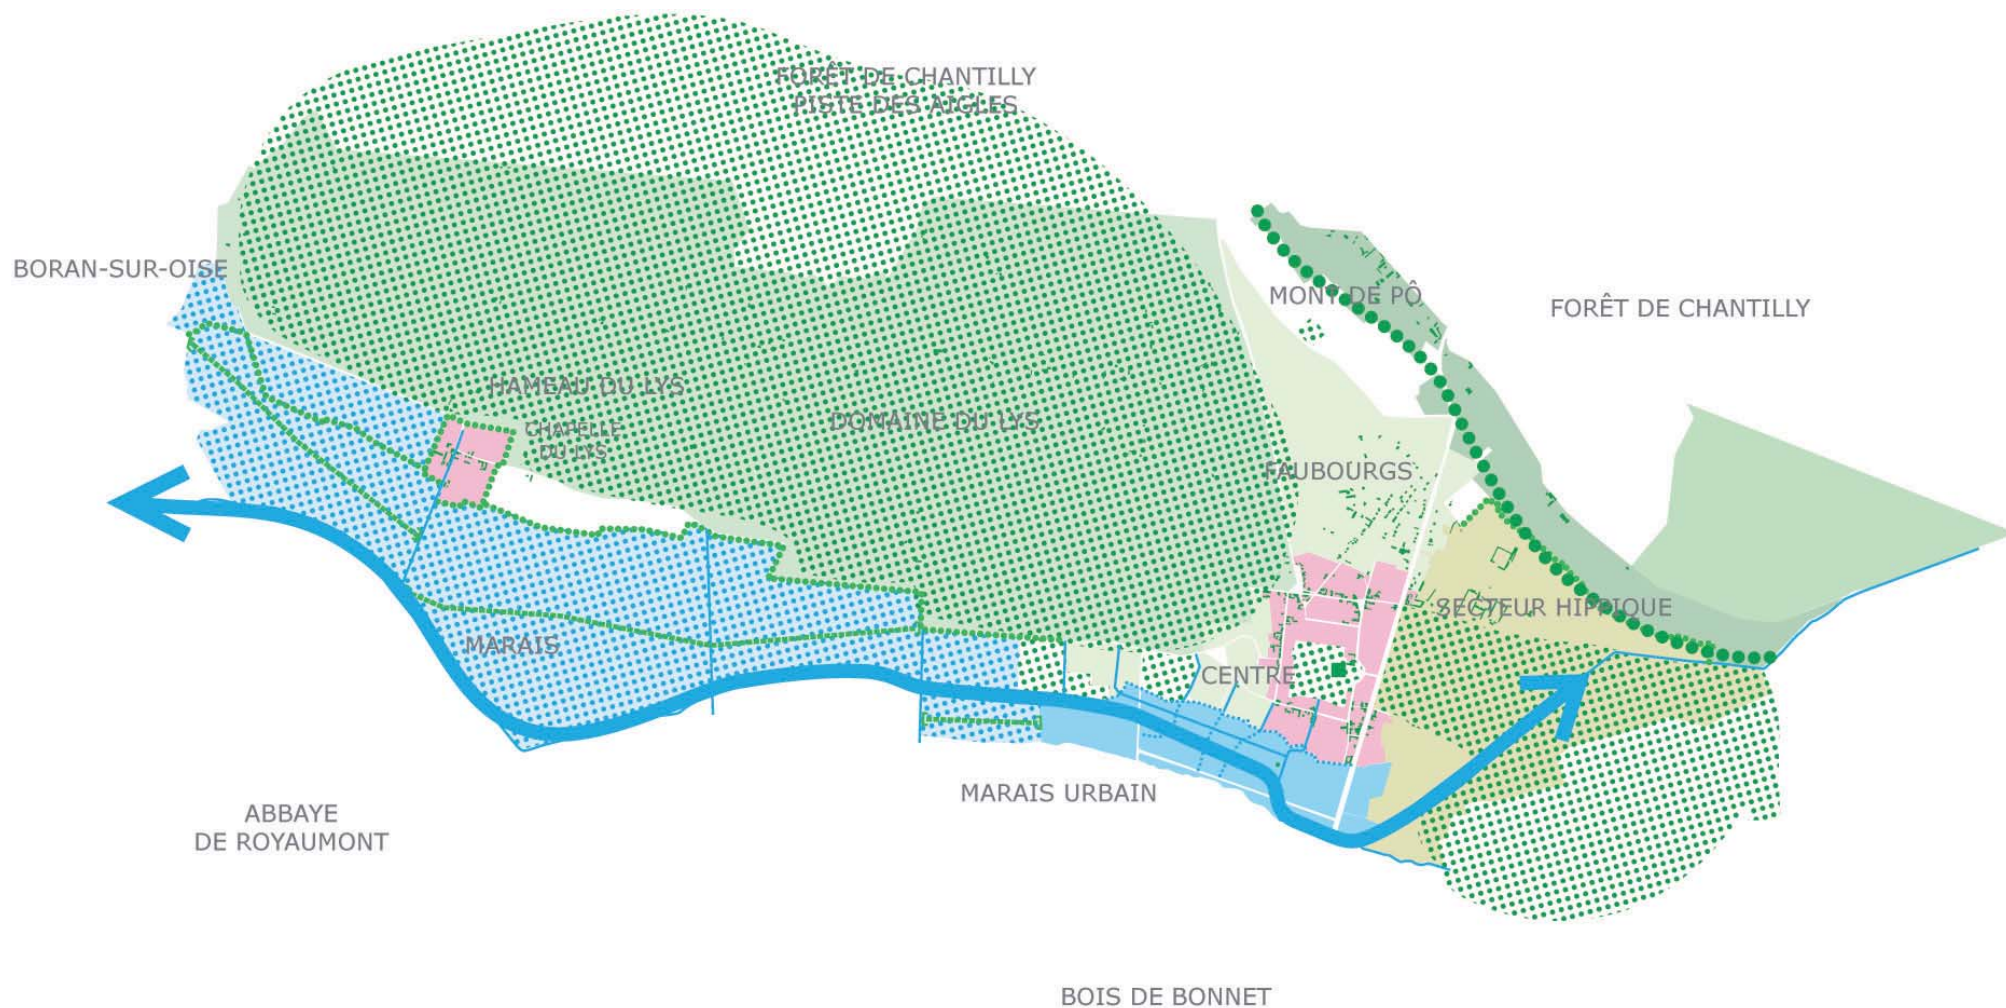 FORÊT DE CHANTILLY
PISTE DES AIGLES
BORAN-SUR-OISE
MONT DE PÔ
FORÊT DE CHANTILLY
HAMEAU DU LYS
CHAPELLE
DU LYS
DOMAINE DU LYS
FAUBOURGS
SECTEUR HIPPIQUE
MARAIS
CENTRE
MARAIS URBAIN
ABBAYE
DE ROYAUMONT
BOIS DE BONNET